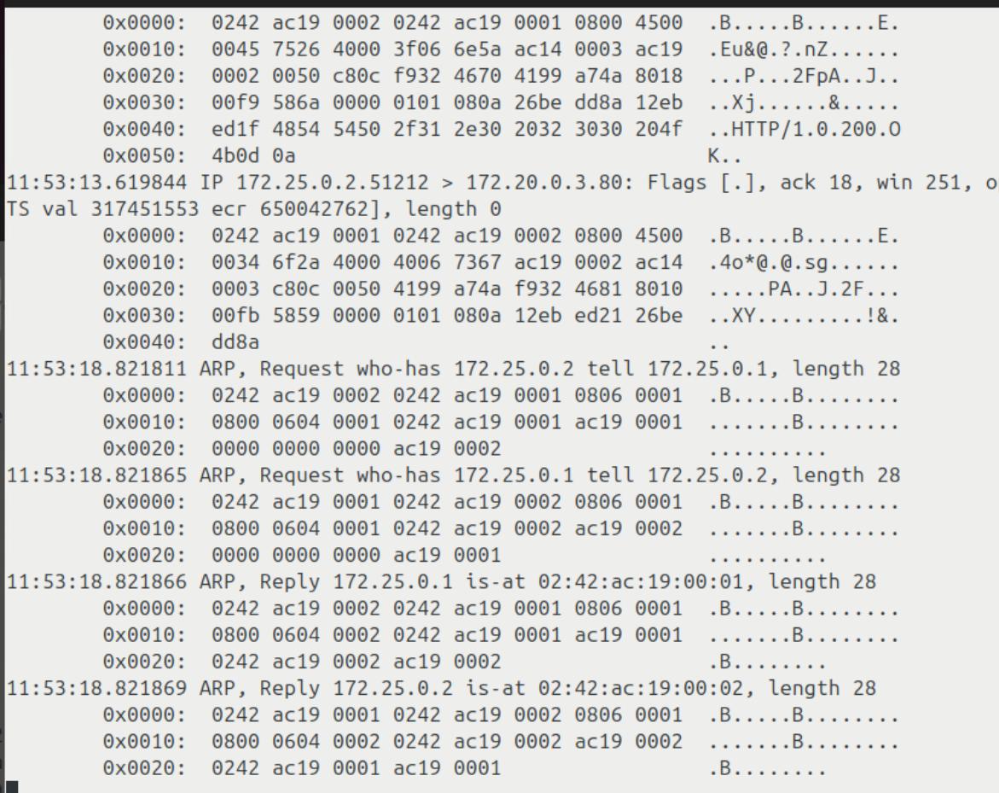 0x0000: 0242 ac19 0002 0242 ac19 0001 0800 4500 .B.....B......E.
0x0010: 0045 7526 4000 3f06 6e5a ac14 0003 ac19 .Eu&@.?.nZ......
0x0020: 0002 0050 c80c f932 4670 4199 a74a 8018 ...P...2FpA..J..
0x0030: 00f9 586a 0000 0101 080a 26be dd8a 12eb ..Xj......&.....
0x0040: ed1f 4854 5450 2f31 2e30 2032 3030 204f ..HTTP/1.0.200.O
0x0050: 4b0d 0a K..
11:53:13.619844 IP 172.25.0.2.51212 > 172.20.0.3.80: Flags [.], ack 18, win 251, o
TS val 317451553 ecr 650042762], length 0
0x0000: 0242 ac19 0001 0242 ac19 0002 0800 4500 .B.....B......E.
0x0010: 0034 6f2a 4000 4006 7367 ac19 0002 ac14 .4o*@.@.sg......
0x0020: 0003 c80c 0050 4199 a74a f932 4681 8010 .....PA..J.2F...
0x0030: 00fb 5859 0000 0101 080a 12eb ed21 26be ..XY.........!&.
0x0040: dd8a ..
11:53:18.821811 ARP, Request who-has 172.25.0.2 tell 172.25.0.1, length 28
0x0000: 0242 ac19 0002 0242 ac19 0001 0806 0001 .B.....B........
0x0010: 0800 0604 0001 0242 ac19 0001 ac19 0001 .......B........
0x0020: 0000 0000 0000 ac19 0002 ..........
11:53:18.821865 ARP, Request who-has 172.25.0.1 tell 172.25.0.2, length 28
0x0000: 0242 ac19 0001 0242 ac19 0002 0806 0001 .B.....B........
0x0010: 0800 0604 0001 0242 ac19 0002 ac19 0002 .......B........
0x0020: 0000 0000 0000 ac19 0001 ..........
11:53:18.821866 ARP, Reply 172.25.0.1 is-at 02:42:ac:19:00:01, length 28
0x0000: 0242 ac19 0002 0242 ac19 0001 0806 0001 .B.....B........
0x0010: 0800 0604 0002 0242 ac19 0001 ac19 0001 .......B........
0x0020: 0242 ac19 0002 ac19 0002 .B........
11:53:18.821869 ARP, Reply 172.25.0.2 is-at 02:42:ac:19:00:02, length 28
0x0000: 0242 ac19 0001 0242 ac19 0002 0806 0001 .B.....B........
0x0010: 0800 0604 0002 0242 ac19 0002 ac19 0002 .......B........
0x0020: 0242 ac19 0001 ac19 0001 .B........